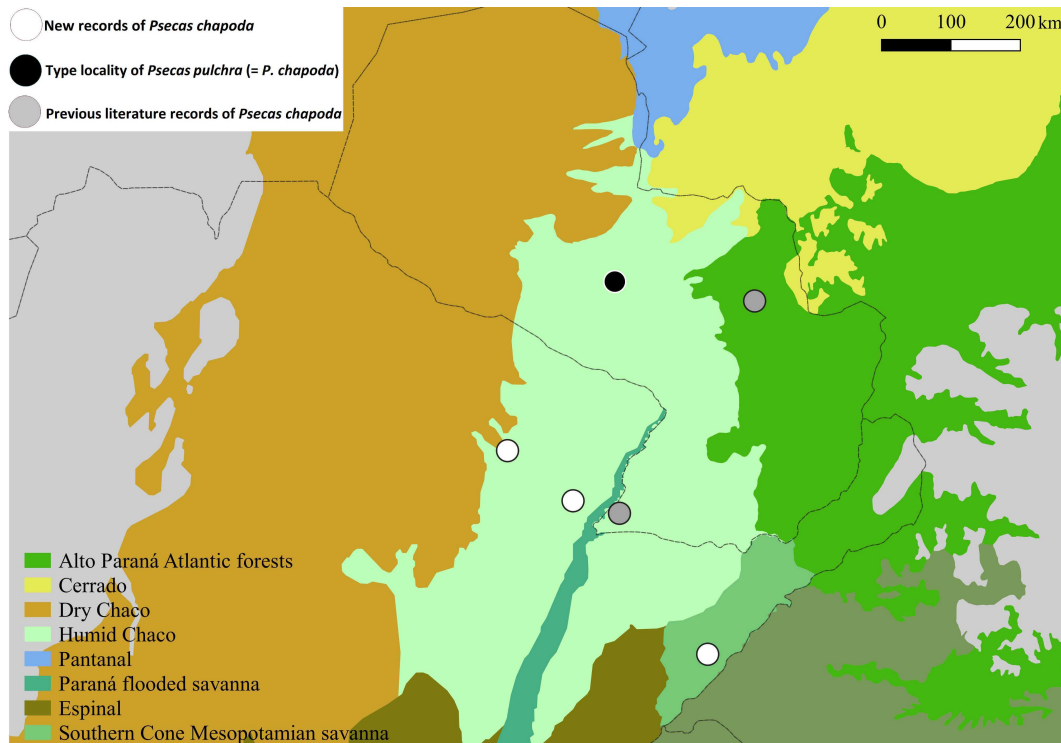 New records of Psecas chapoda
Type locality of Psecas pulchra (= P. chapoda)
Previous literature records of Psecas chapoda
0 100 200 km
Alto Paraná Atlantic forests
Cerrado
Dry Chaco
Humid Chaco
Pantanal
Paraná flooded savanna
Espinal
Southern Cone Mesopotamian savanna